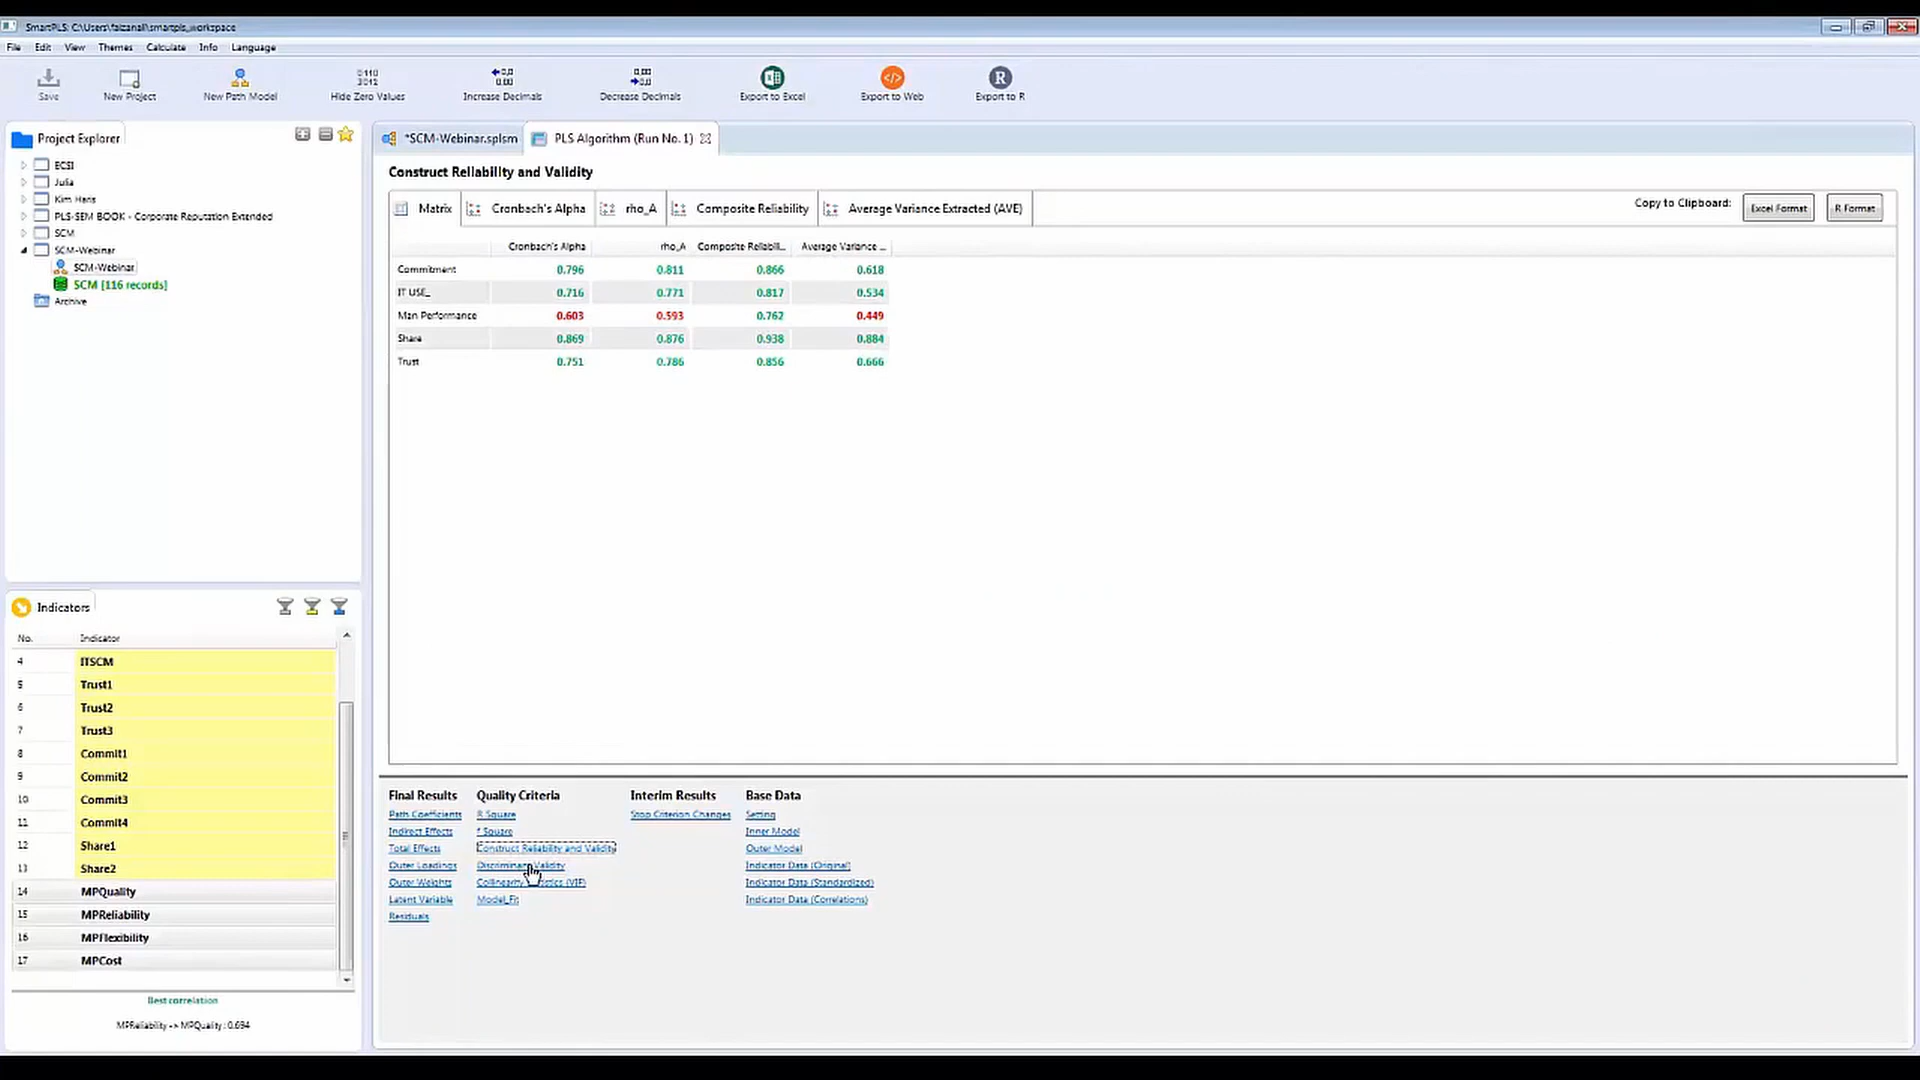 SmartPLS: C:\Users\faizanali\smartpls_workspace
File Edit View Themes Calculate Info Language
Save New Project New Path Model Hide Zero Values Increase Decimals Decrease Decimals Export to Excel Export to Web Export to R
Project Explorer
ECSI
Julia
Kim Haris
PLS-SEM BOOK - Corporate Reputation Extended
SCM
SCM-Webinar
SCM-Webinar
SCM [116 records]
Archive
*SCM-Webinar.splsm PLS Algorithm (Run No. 1)
Construct Reliability and Validity
Matrix Cronbach's Alpha rho_A Composite Reliability Average Variance Extracted (AVE) Copy to Clipboard: Excel Format R Format
Cronbach's Alpha rho_A Composite Reliabili... Average Variance ...
Commitment 0.796 0.811 0.866 0.618
IT USE_ 0.716 0.771 0.817 0.534
Man Performance 0.603 0.593 0.762 0.449
Share 0.869 0.876 0.938 0.884
Trust 0.751 0.786 0.856 0.666
Indicators
No. Indicator
4 ITSCM
5 Trust1
6 Trust2
7 Trust3
8 Commit1
9 Commit2
10 Commit3
11 Commit4
12 Share1
13 Share2
14 MPQuality
15 MPReliability
16 MPFlexibility
17 MPCost
Best correlation
MPReliability -> MPQuality : 0.694
Final Results Quality Criteria Interim Results Base Data
Path Coefficients R Square Stop Criterion Changes Setting
Indirect Effects f Square Inner Model
Total Effects Construct Reliability and Validity Outer Model
Outer Loadings Discriminant Validity Indicator Data (Original)
Outer Weights Collinearity Statistics (VIF) Indicator Data (Standardized)
Latent Variable Model_Fit Indicator Data (Correlations)
Residuals